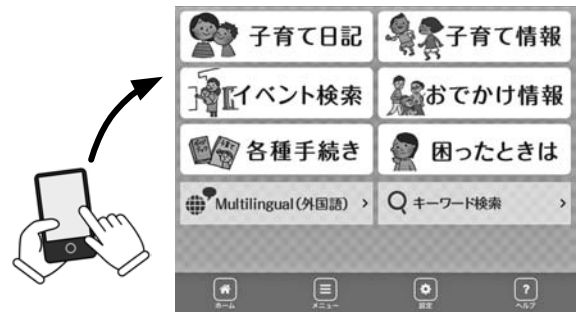 子育て日記
子育て情報
イベント検索
おでかけ情報
各種手続き
困ったときは
Multilingual(外国語)
キーワード検索
ホーム
メニュー
設定
ヘルプ